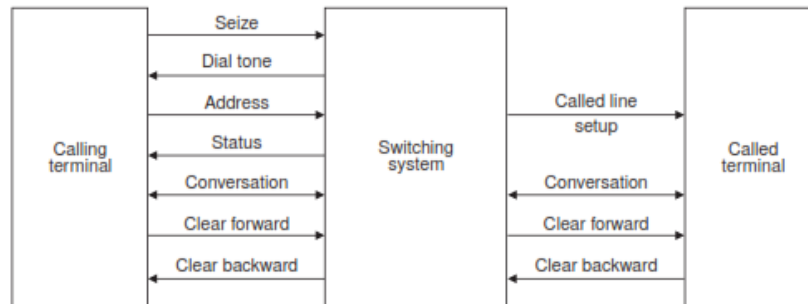 Seize
Dial tone
Address
Called line
setup
Status
Calling
terminal
Switching
system
Called
terminal
Conversation
Conversation
Clear forward
Clear forward
Clear backward
Clear backward